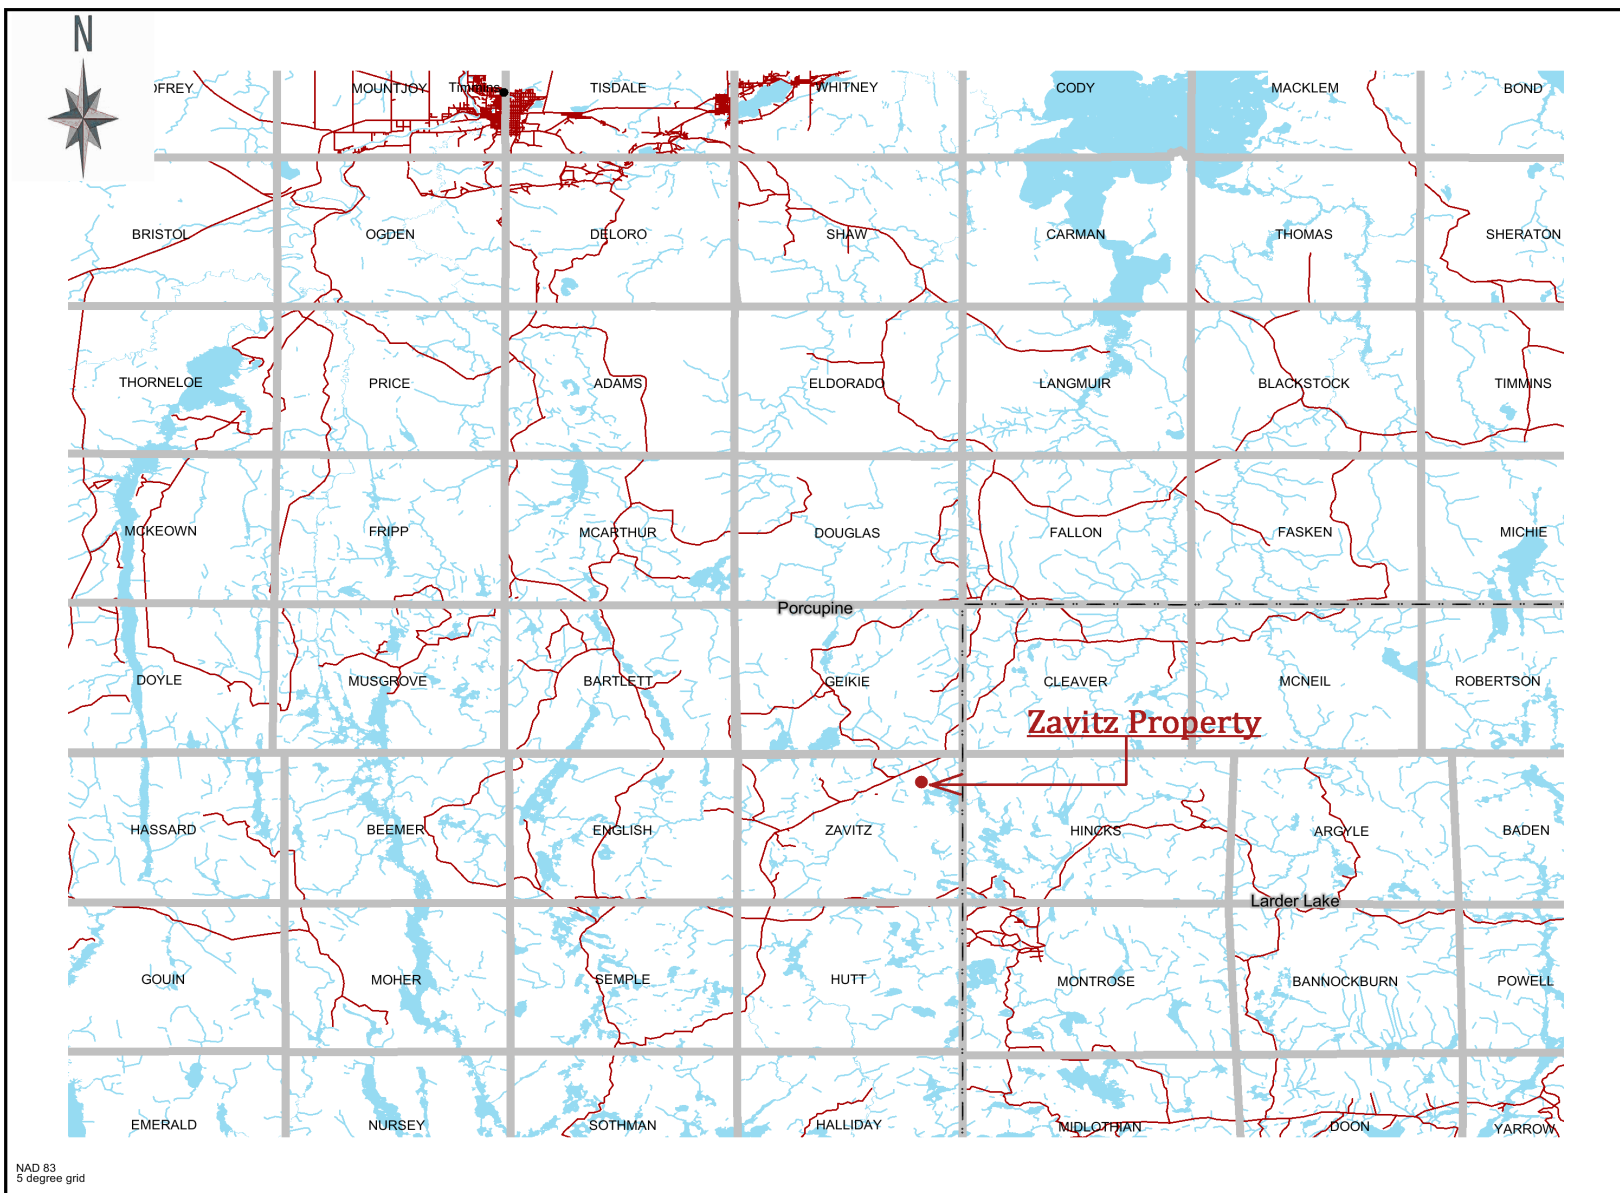 N
OFREY MOUNTJOY Timmins TISDALE WHITNEY CODY MACKLEM BOND
BRISTOL OGDEN DELORO SHAW CARMAN THOMAS SHERATON
THORNELOE PRICE ADAMS ELDORADO LANGMUIR BLACKSTOCK TIMMINS
MCKEOWN FRIPP MCARTHUR DOUGLAS FALLON FASKEN MICHIE
Porcupine
DOYLE MUSGROVE BARTLETT GEIKIE CLEAVER MCNEIL ROBERTSON
Zavitz Property
HASSARD BEEMER ENGLISH ZAVITZ HINCKS ARGYLE BADEN
Larder Lake
GOUIN MOHER SEMPLE HUTT MONTROSE BANNOCKBURN POWELL
EMERALD NURSEY SOTHMAN HALLIDAY MIDLOTHIAN DOON YARROW
NAD 83
5 degree grid